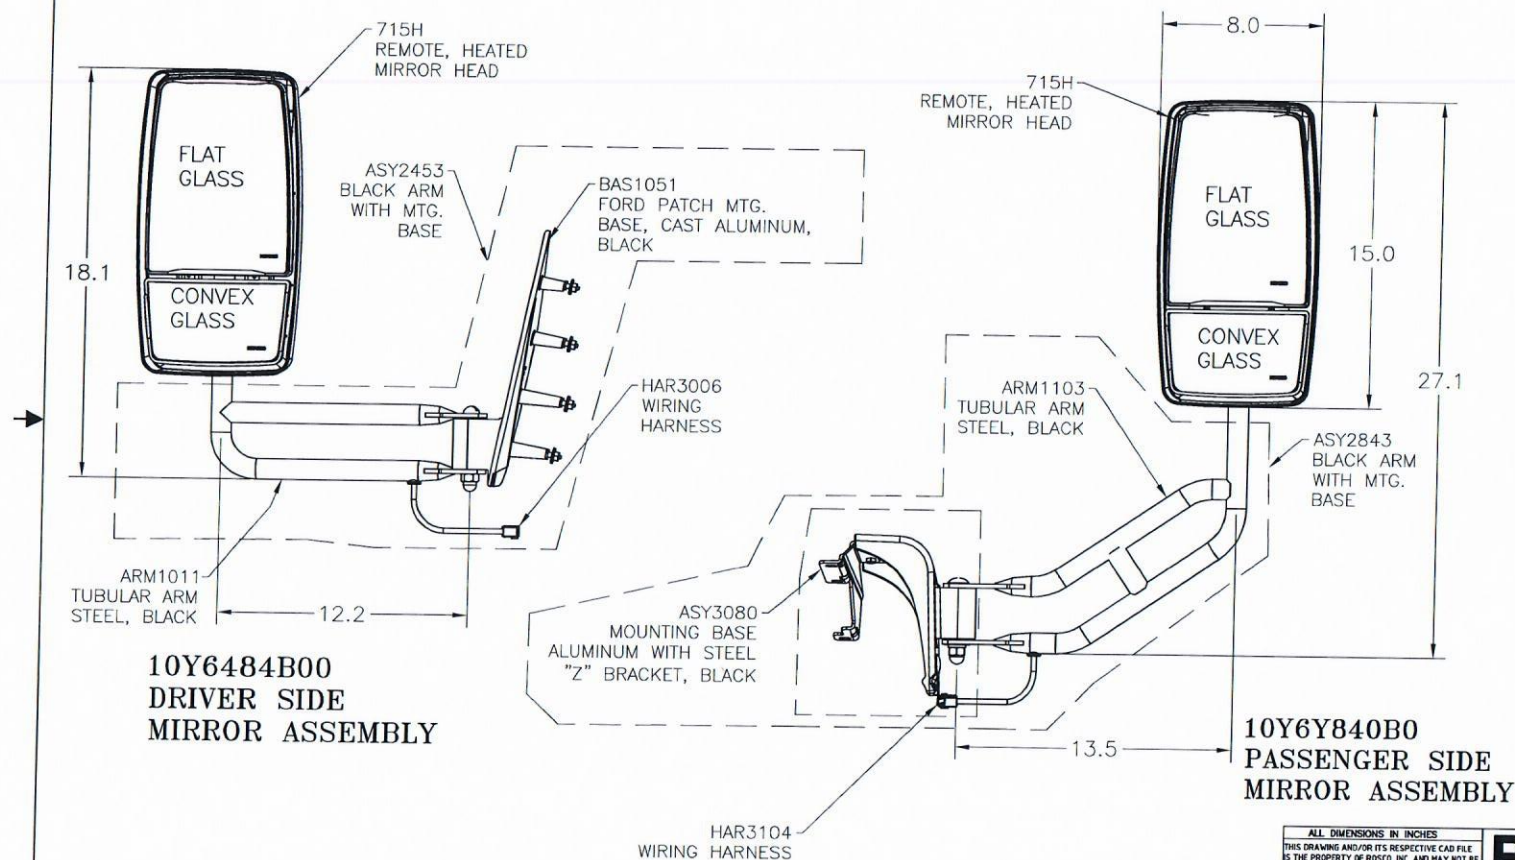 715H
REMOTE, HEATED
MIRROR HEAD
FLAT
GLASS
CONVEX
GLASS
18.1
ASY2453
BLACK ARM
WITH MTG.
BASE
BAS1051
FORD PATCH MTG.
BASE, CAST ALUMINUM,
BLACK
HAR3006
WIRING
HARNESS
ARM1011
TUBULAR ARM
STEEL, BLACK
12.2
10Y6484B00
DRIVER SIDE
MIRROR ASSEMBLY
8.0
715H
REMOTE, HEATED
MIRROR HEAD
FLAT
GLASS
CONVEX
GLASS
15.0
27.1
ARM1103
TUBULAR ARM
STEEL, BLACK
ASY2843
BLACK ARM
WITH MTG.
BASE
ASY3080
MOUNTING BASE
ALUMINUM WITH STEEL
"Z" BRACKET, BLACK
13.5
HAR3104
WIRING HARNESS
10Y6Y840B0
PASSENGER SIDE
MIRROR ASSEMBLY
ALL DIMENSIONS IN INCHES
THIS DRAWING AND/OR ITS RESPECTIVE CAD FILE
IS THE PROPERTY OF ROSCO, INC. AND MAY NOT BE